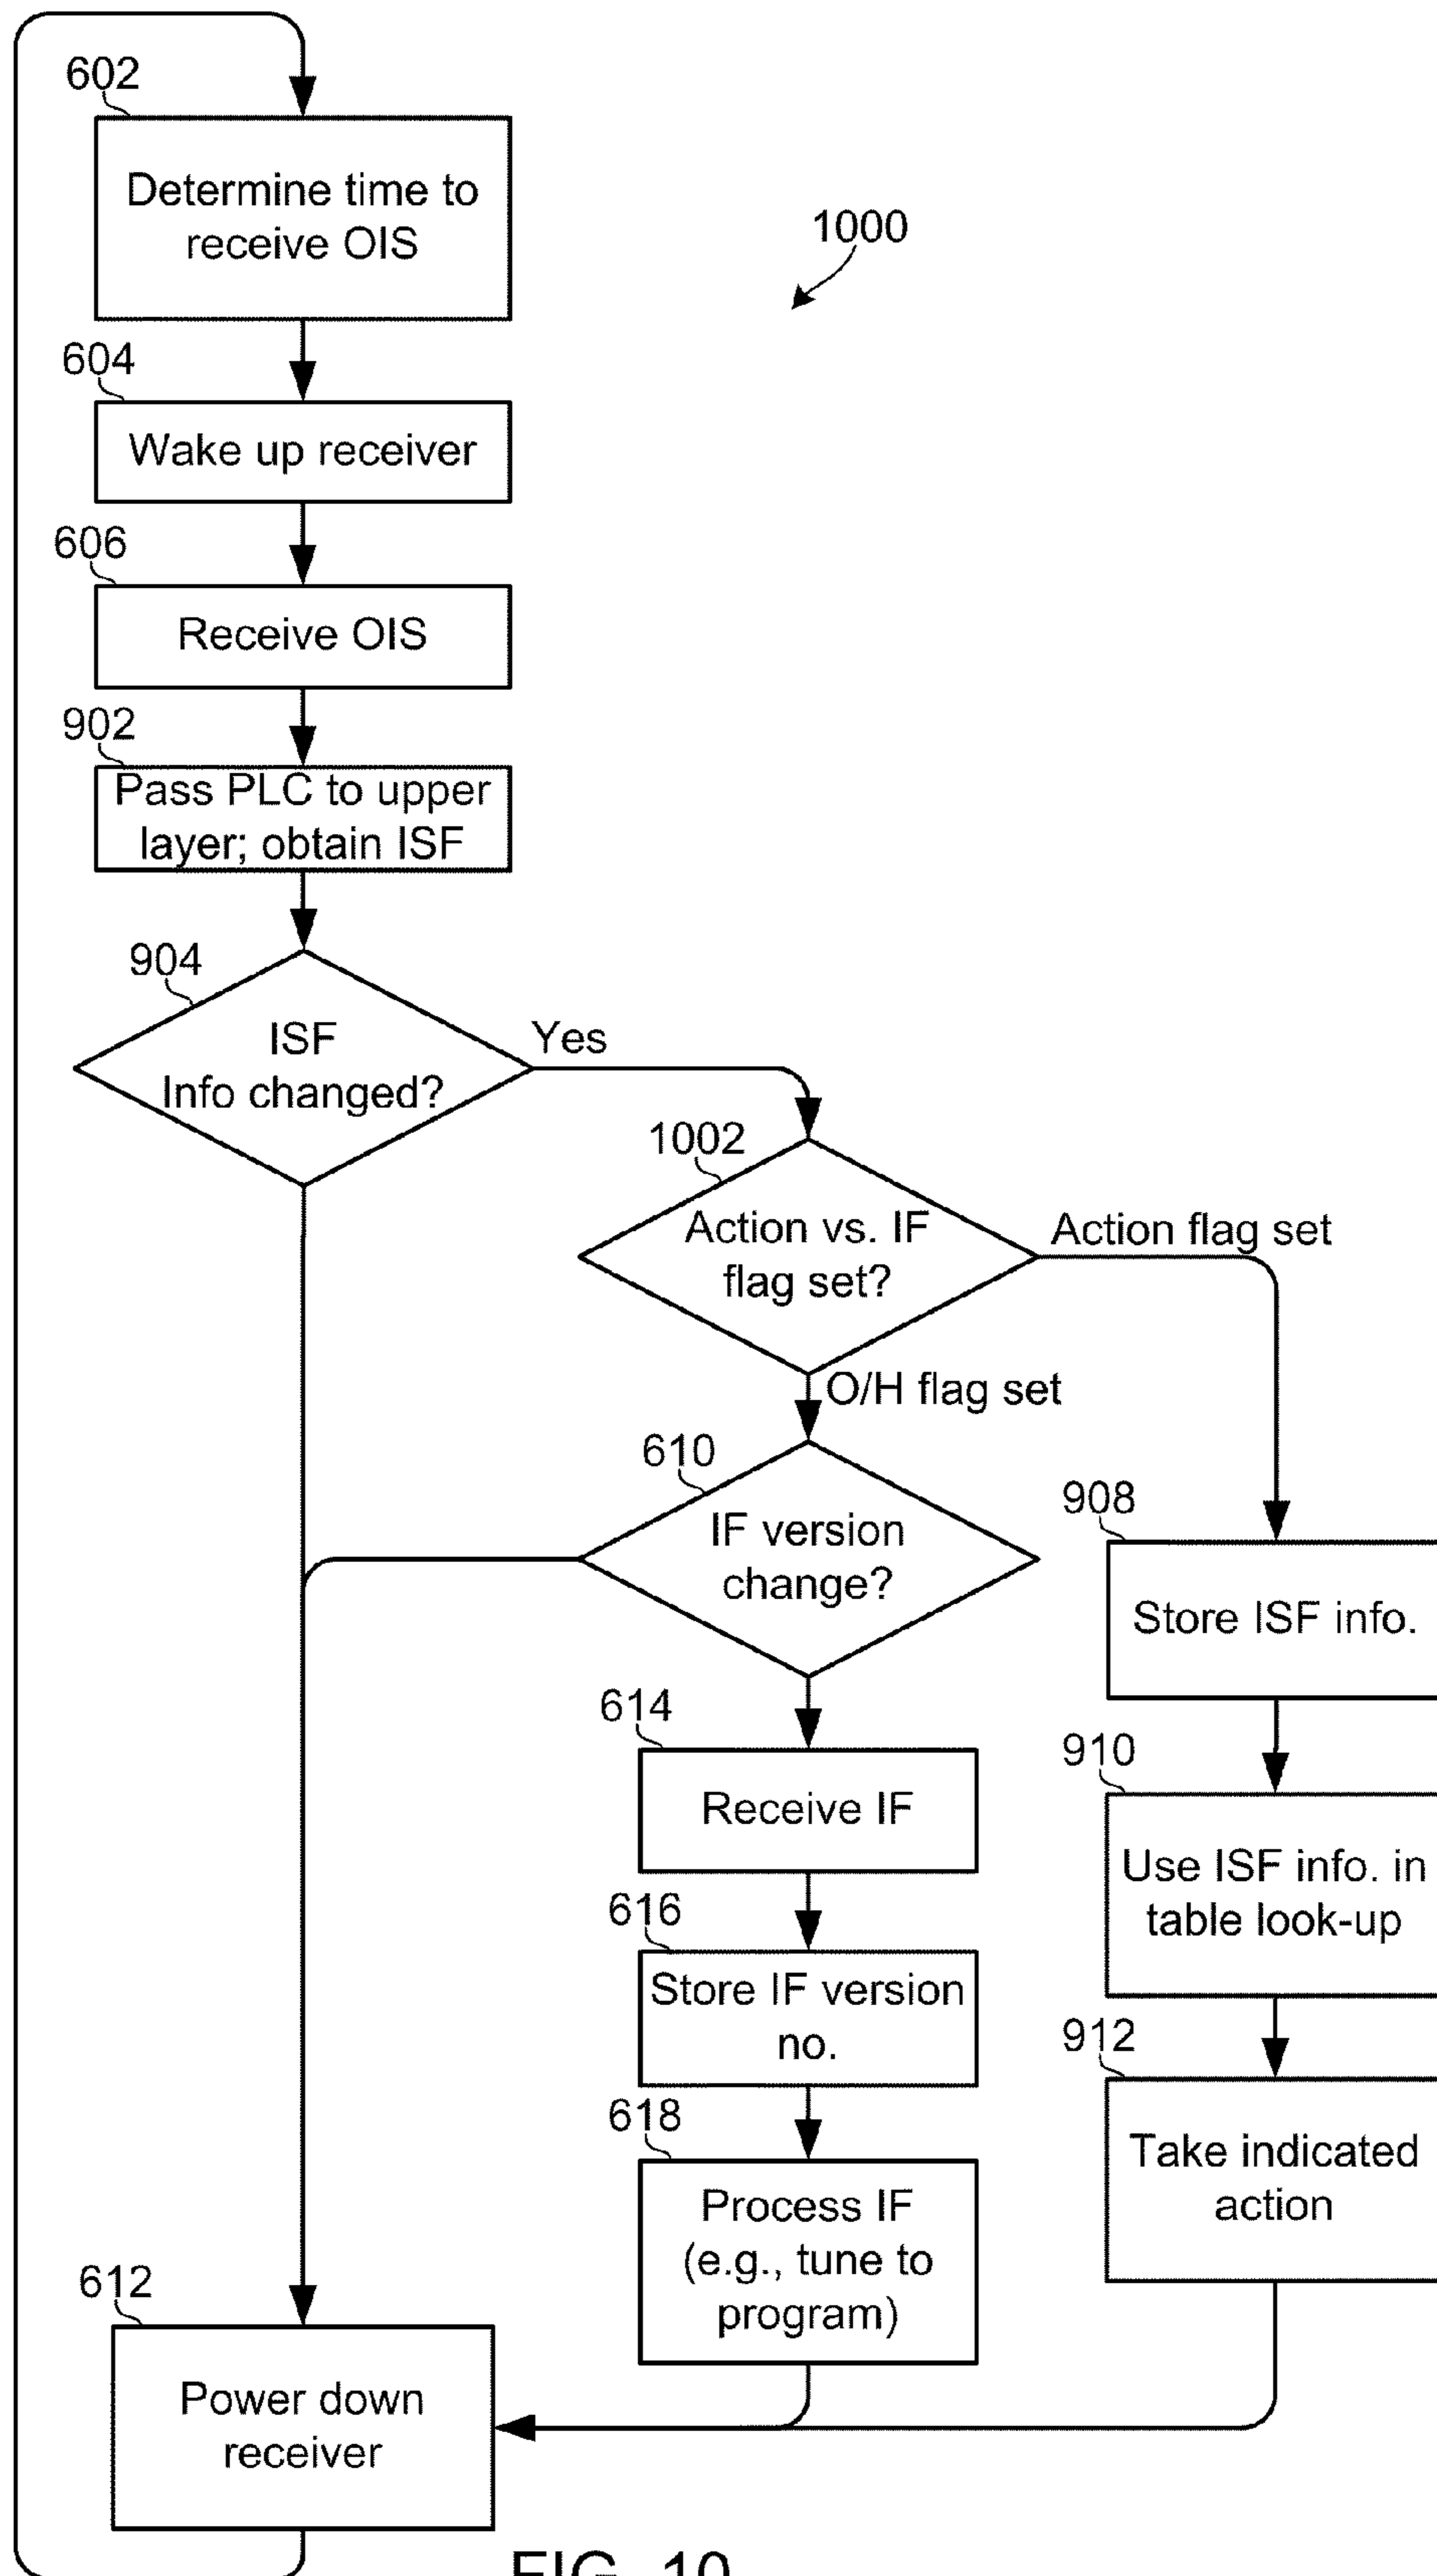 602
Determine time to
receive OIS
1000
604
Wake up receiver
606
Receive OIS
902
Pass PLC to upper
layer; obtain ISF
904
ISF
Info changed?
Yes
1002
Action vs. IF
flag set?
Action flag set
O/H flag set
610
IF version
change?
908
Store ISF info.
614
Receive IF
910
Use ISF info. in
table look-up
616
Store IF version
no.
912
Take indicated
action
618
Process IF
(e.g., tune to
program)
612
Power down
receiver
FIG. 10